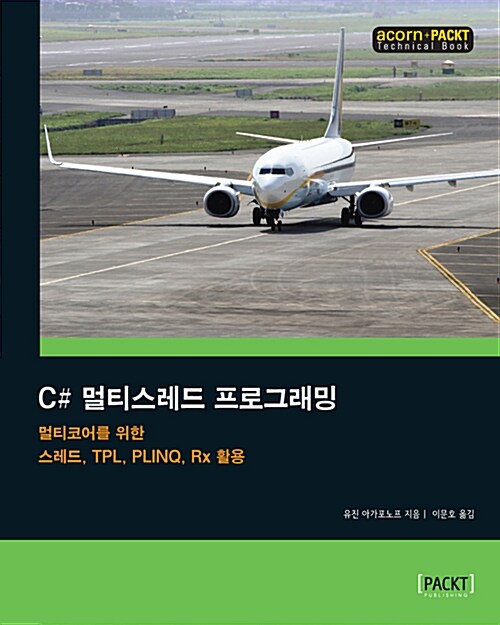 acorn+PACKT
Technical Book
C# 멀티스레드 프로그래밍
멀티코어를 위한
스레드, TPL, PLINQ, Rx 활용
유진 아가포노프 지음 | 이문호 옮김
[PACKT]
PUBLISHING